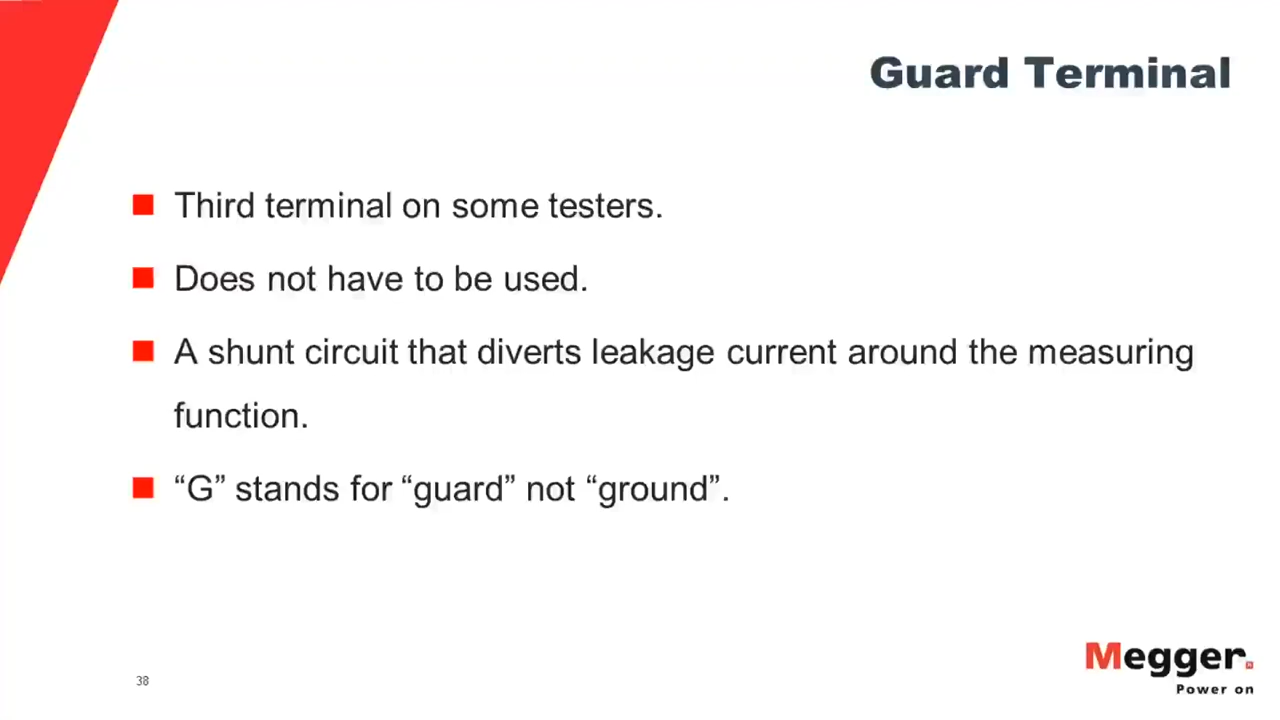 Guard Terminal
Third terminal on some testers.
Does not have to be used.
A shunt circuit that diverts leakage current around the measuring
function.
“G” stands for “guard” not “ground”.
Megger.
Power on
38